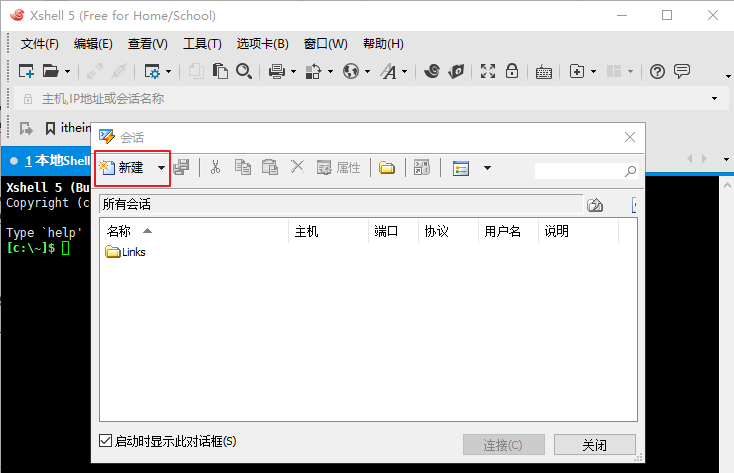 Xshell 5 (Free for Home/School)
文件(F) 编辑(E) 查看(V) 工具(T) 选项卡(B) 窗口(W) 帮助(H)
主机,IP地址或会话名称
ithein
会话
1 本地Shell
新建 属性
Xshell 5 (Bu
Copyright (c
所有会话
Type `help'
名称 主机 端口 协议 用户名 说明
[c:\~]$
Links
启动时显示此对话框(S)
连接(C) 关闭